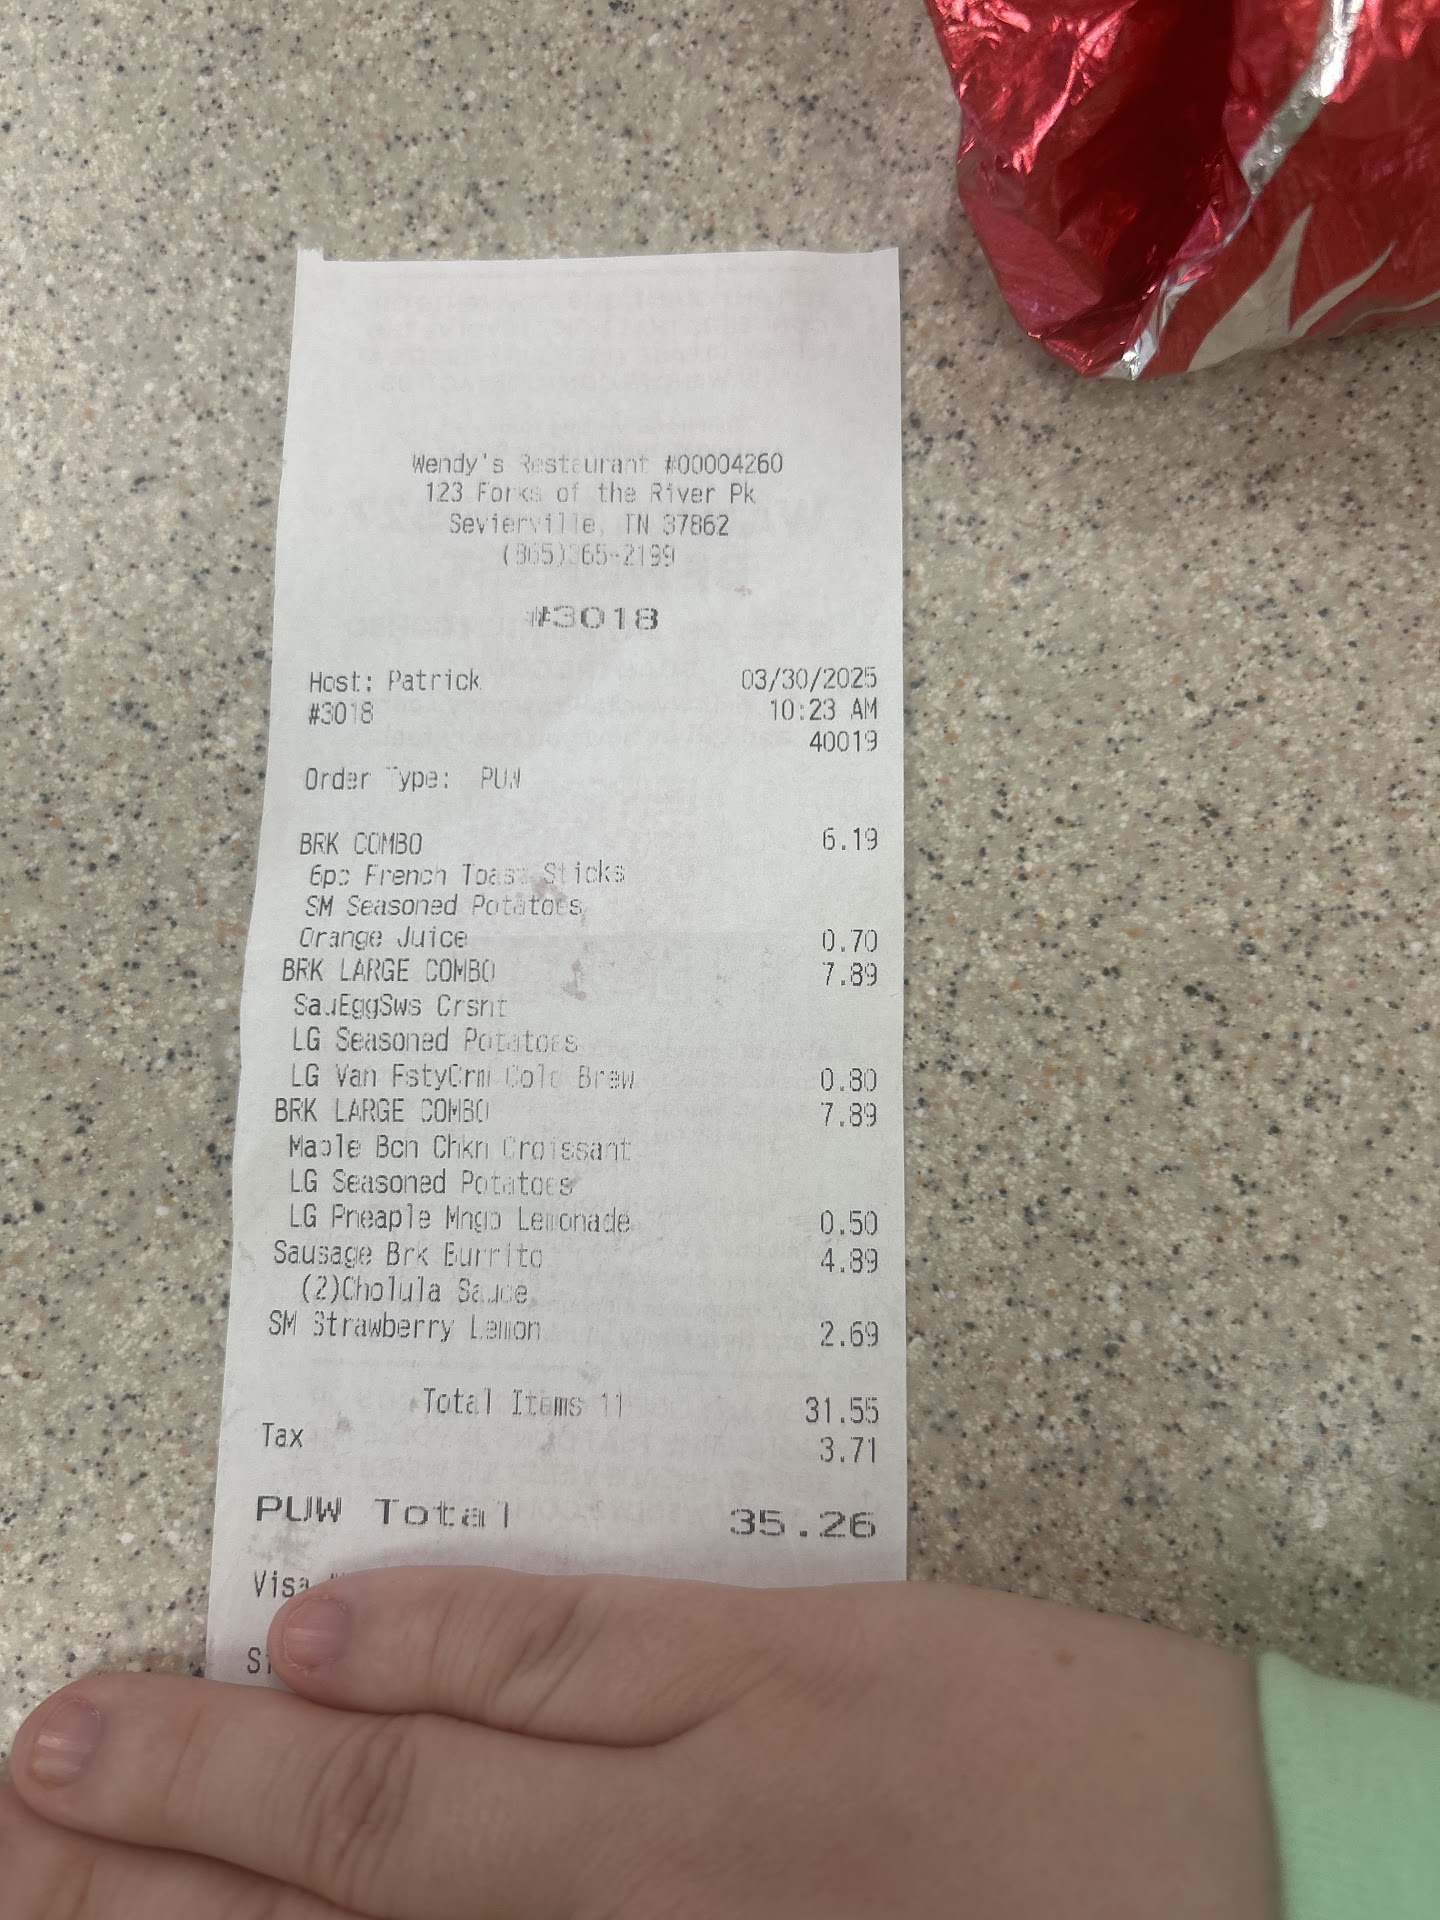 Wendy's Restaurant #00004260
123 Forks of the River Pk
Sevierville, TN 37862
(865)365-2199
#3018
Host: Patrick 03/30/2025
#3018 10:23 AM
40019
Order Type: PUW
BRK COMBO 6.19
6pc French Toast Sticks
SM Seasoned Potatoes
Orange Juice 0.70
BRK LARGE COMBO 7.89
SauEggSws Crsnt
LG Seasoned Potatoes
LG Van FstyCrm Cold Brew 0.80
BRK LARGE COMBO 7.89
Maple Bcn Chkn Croissant
LG Seasoned Potatoes
LG Pneaple Mngo Lemonade 0.50
Sausage Brk Burrito 4.89
(2)Cholula Sauce
SM Strawberry Lemon 2.69
Total Items 11 31.55
Tax 3.71
PUW Total 35.26
Visa